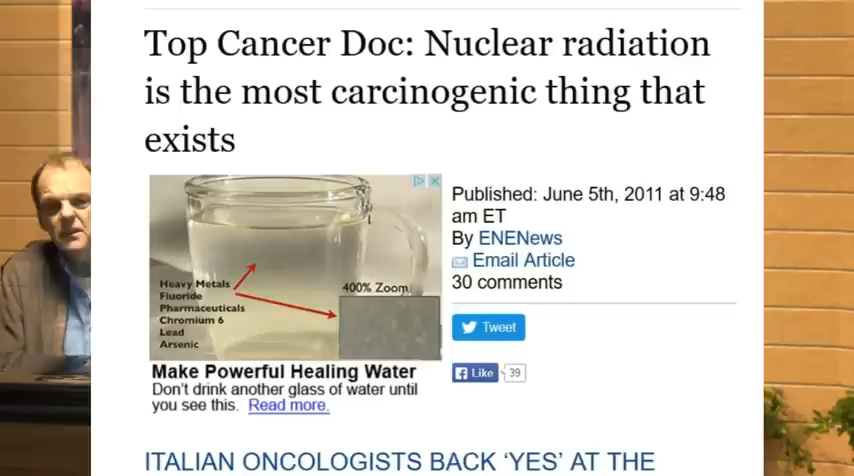 Top Cancer Doc: Nuclear radiation
is the most carcinogenic thing that
exists
Heavy Metals
Fluoride
Pharmaceuticals
Chromium 6
Lead
Arsenic
400% Zoom
Make Powerful Healing Water
Don't drink another glass of water until
you see this. Read more.
Published: June 5th, 2011 at 9:48
am ET
By ENENews
Email Article
30 comments
Tweet
Like 39
ITALIAN ONCOLOGISTS BACK ‘YES’ AT THE